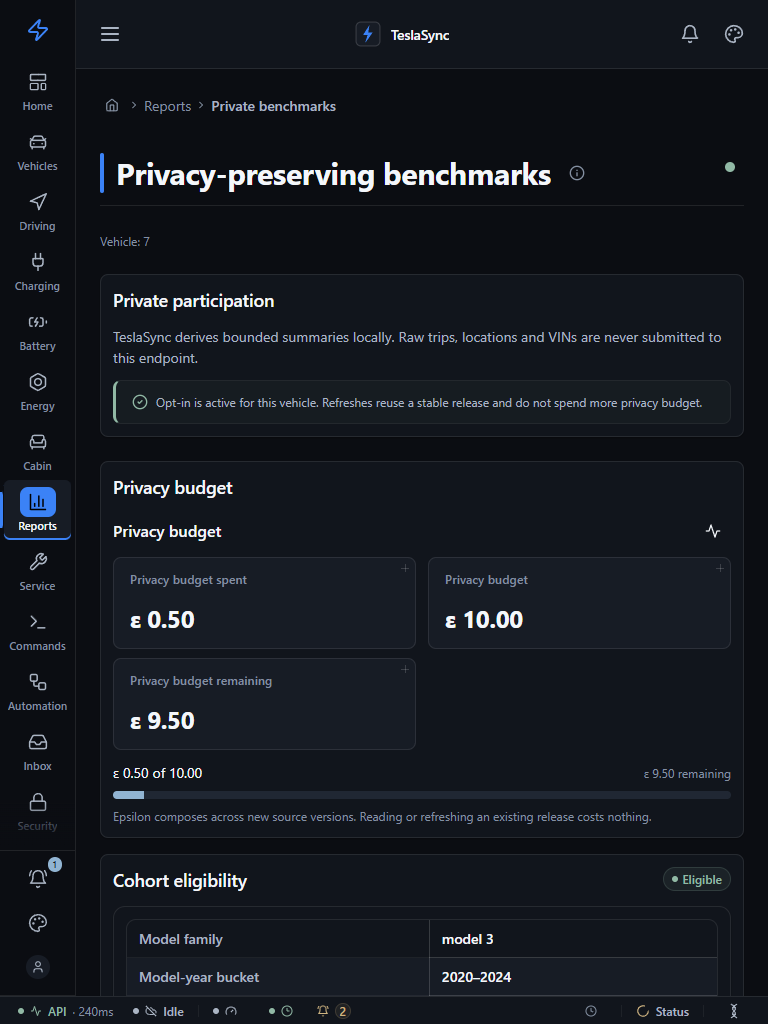 TeslaSync
Home
Vehicles
Driving
Charging
Battery
Energy
Cabin
Reports
Service
Commands
Automation
Inbox
Security
1
Reports
Private benchmarks
Privacy-preserving benchmarks
Vehicle: 7
Private participation
TeslaSync derives bounded summaries locally. Raw trips, locations and VINs are never submitted to
this endpoint.
Opt-in is active for this vehicle. Refreshes reuse a stable release and do not spend more privacy budget.
Privacy budget
Privacy budget
Privacy budget spent
ε 0.50
Privacy budget
ε 10.00
Privacy budget remaining
ε 9.50
ε 0.50 of 10.00
ε 9.50 remaining
Epsilon composes across new source versions. Reading or refreshing an existing release costs nothing.
Cohort eligibility
Eligible
Model family
model 3
Model-year bucket
2020–2024
API · 240ms
Idle
2
Status